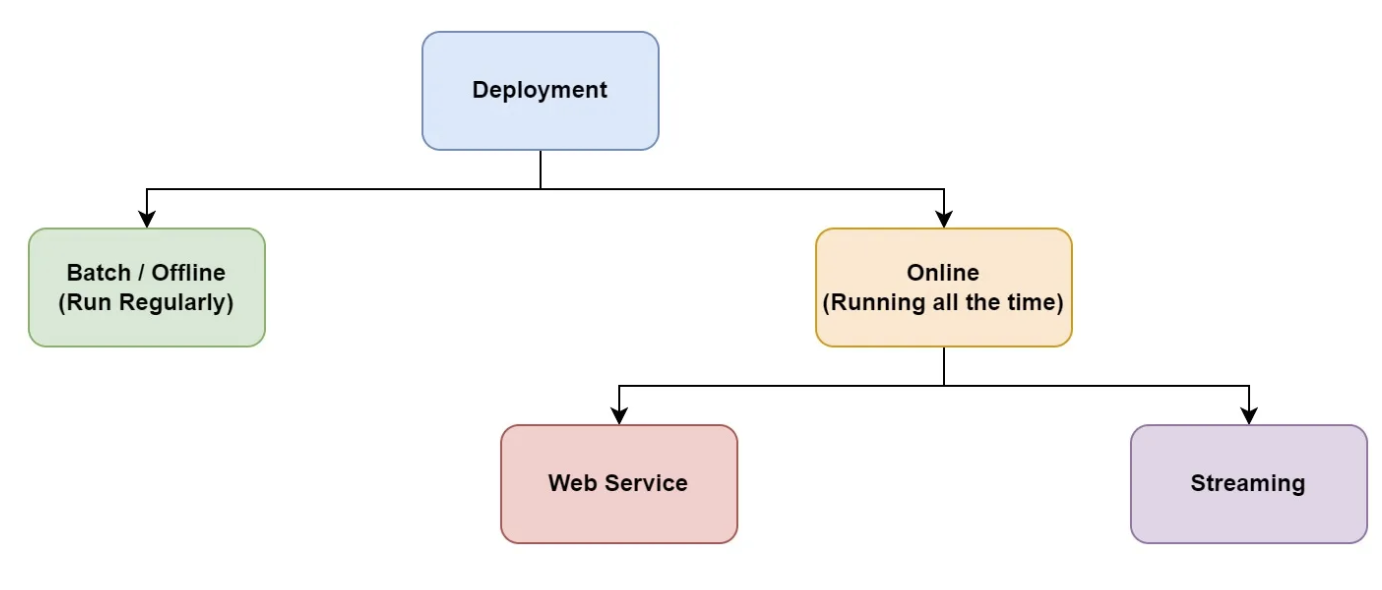 Deployment
Batch / Offline
(Run Regularly)
Online
(Running all the time)
Web Service
Streaming